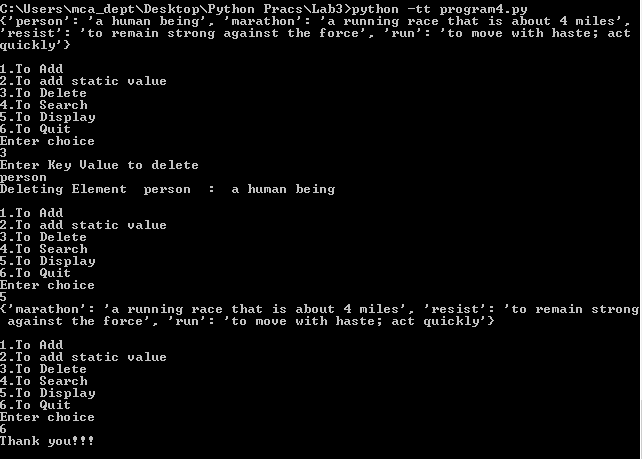 C:\Users\mca_dept\Desktop\Python Pracs\Lab3>python -tt program4.py
{'person': 'a human being', 'marathon': 'a running race that is about 4 miles',
'resist': 'to remain strong against the force', 'run': 'to move with haste; act
quickly'}
1.To Add
2.To add static value
3.To Delete
4.To Search
5.To Display
6.To Quit
Enter choice
3
Enter Key Value to delete
person
Deleting Element  person  :  a human being
1.To Add
2.To add static value
3.To Delete
4.To Search
5.To Display
6.To Quit
Enter choice
5
{'marathon': 'a running race that is about 4 miles', 'resist': 'to remain strong
 against the force', 'run': 'to move with haste; act quickly'}
1.To Add
2.To add static value
3.To Delete
4.To Search
5.To Display
6.To Quit
Enter choice
6
Thank you!!!